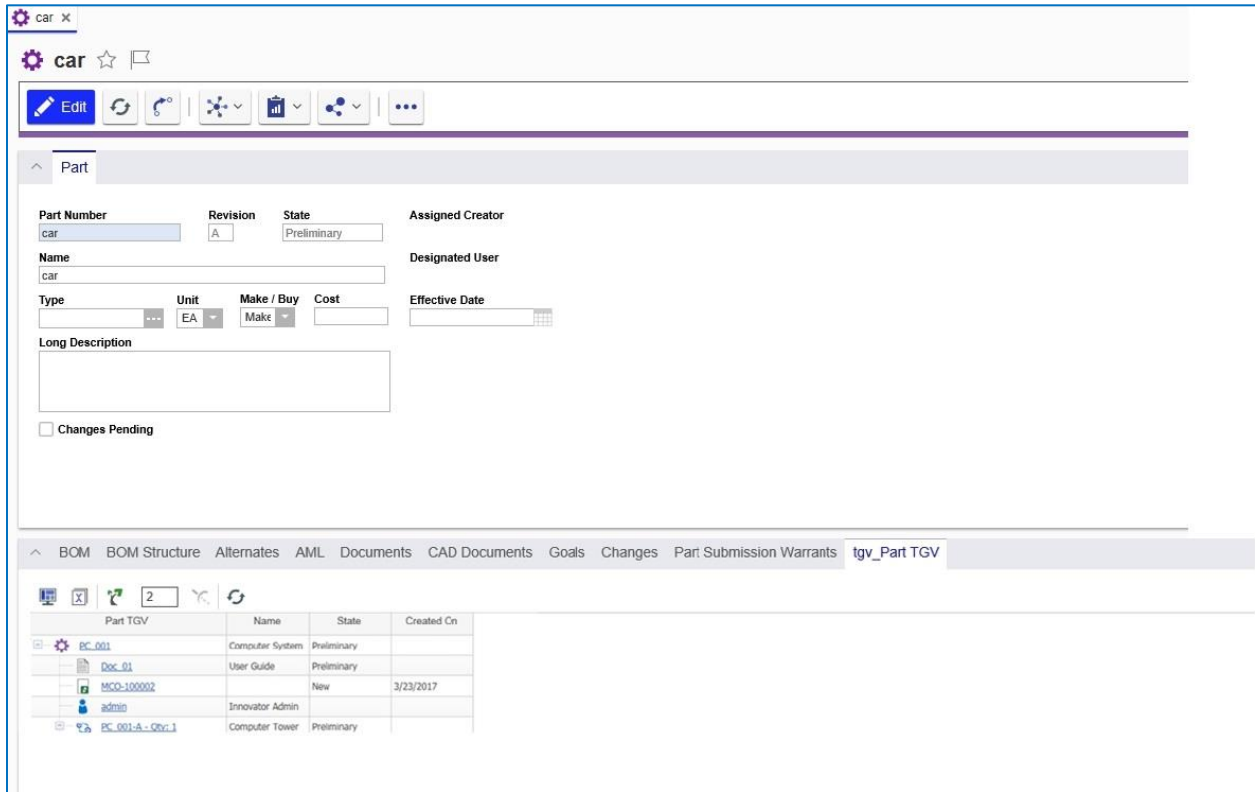 car
car
Edit
Part
Part Number Revision State Assigned Creator
car A Preliminary
Name Designated User
car
Type Unit Make / Buy Cost Effective Date
EA Make
Long Description
Changes Pending
BOM BOM Structure Alternates AML Documents CAD Documents Goals Changes Part Submission Warrants tgv_Part TGV
2
Part TGV Name State Created On
PC_001 Computer System Preliminary
Doc_01 User Guide Preliminary
MCO-100002 New 3/23/2017
admin Innovator Admin
PC_001-A - Qty: 1 Computer Tower Preliminary